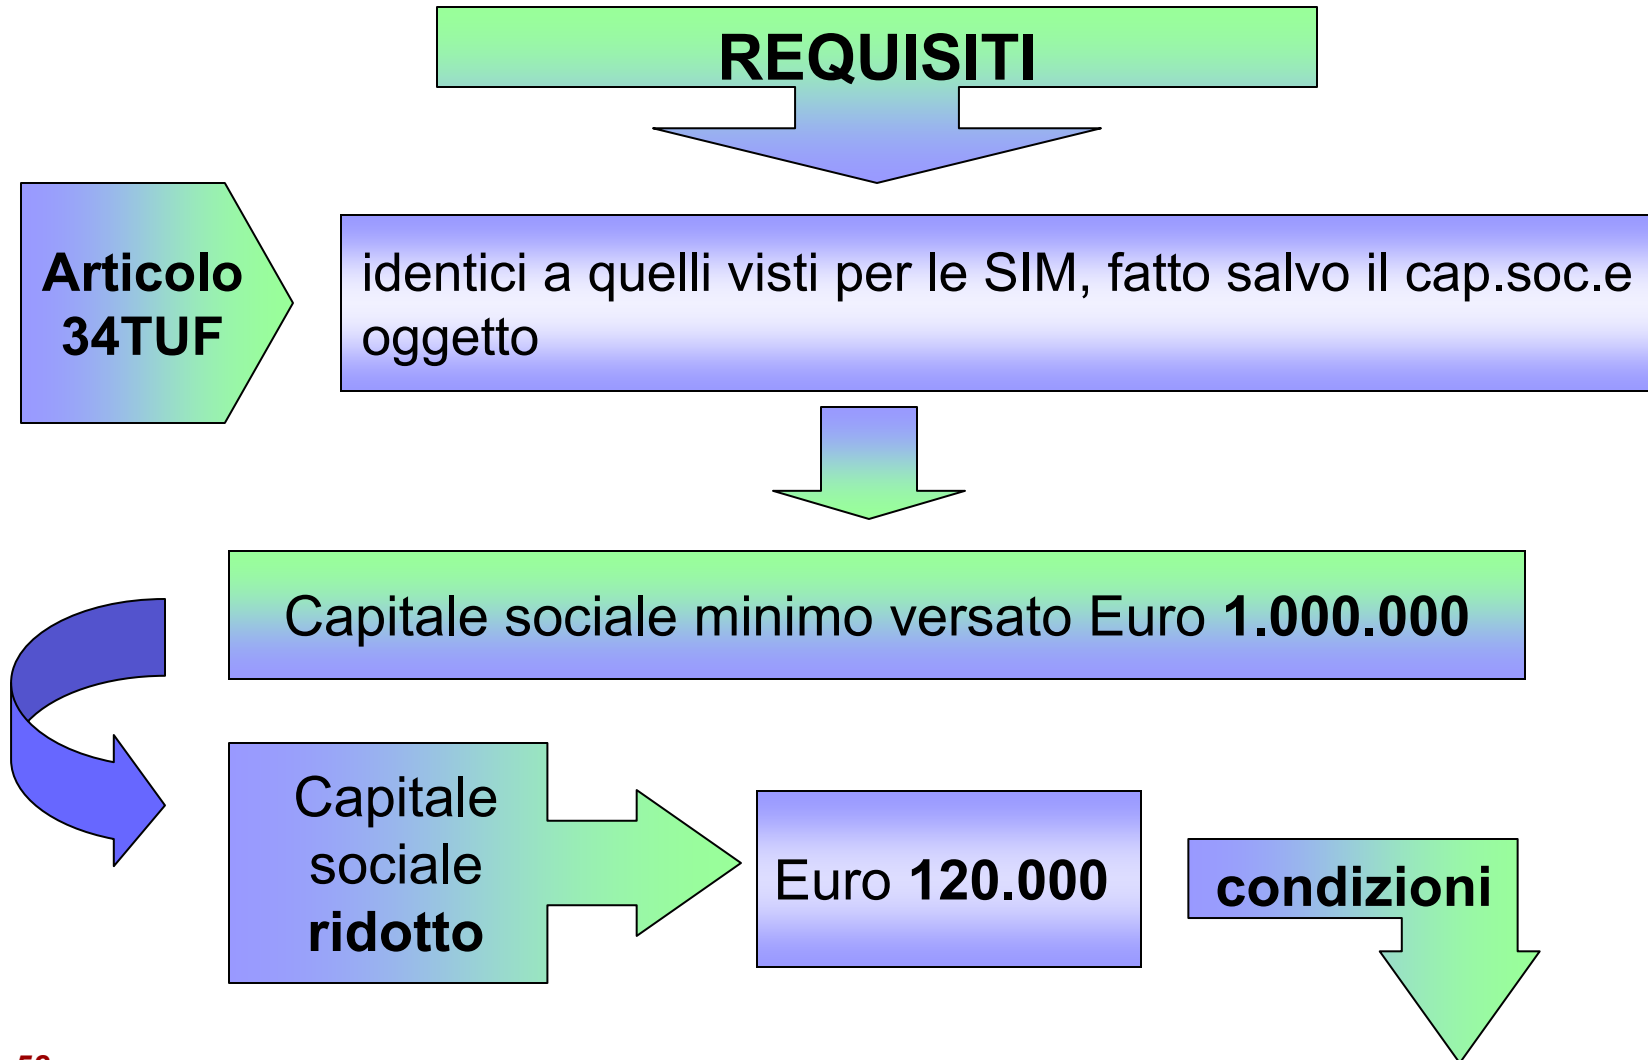 REQUISITI
Articolo
34TUF
identici a quelli visti per le SIM, fatto salvo il cap.soc.e
oggetto
Capitale sociale minimo versato Euro 1.000.000
Capitale
sociale
ridotto
Euro 120.000
condizioni